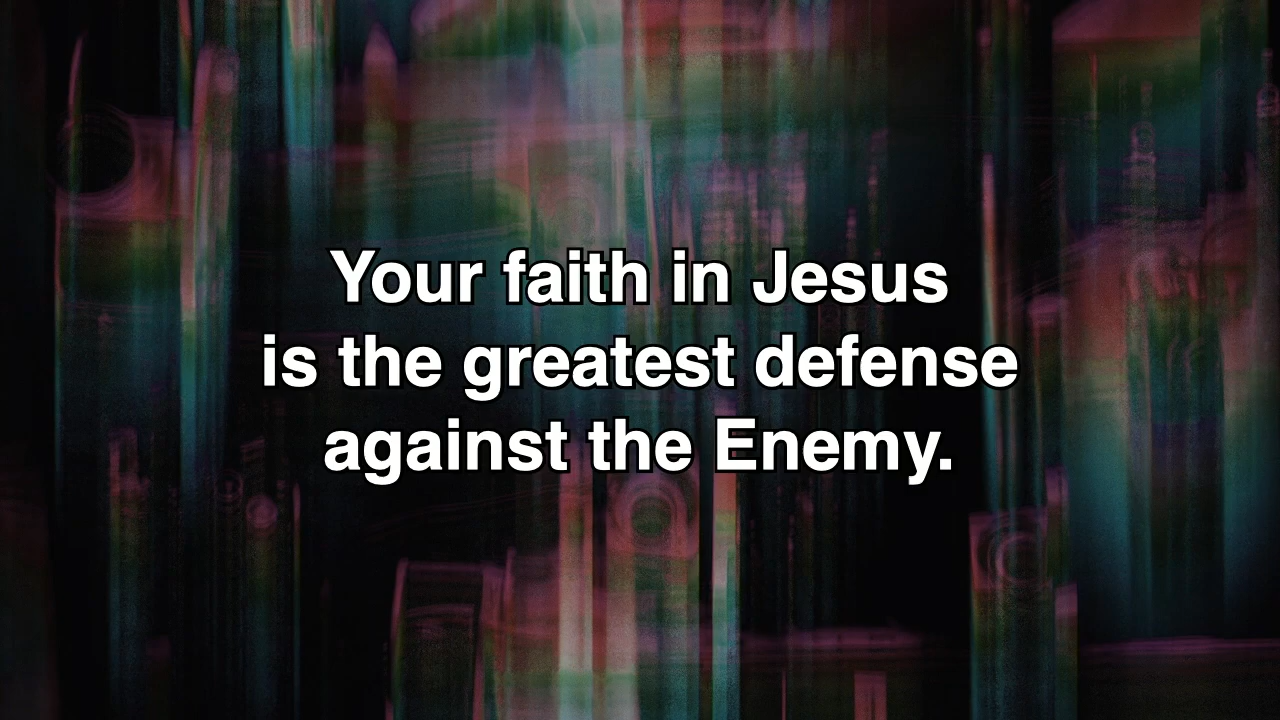 Your faith in Jesus
is the greatest defense
against the Enemy.